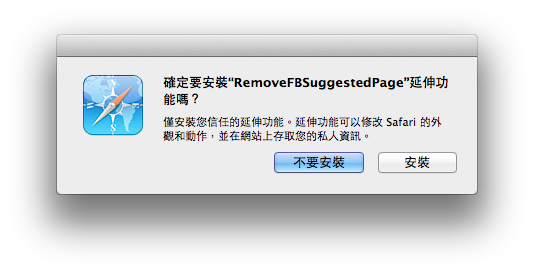 確定要安裝“RemoveFBSuggestedPage”延伸功
能嗎？
僅安裝您信任的延伸功能。延伸功能可以修改 Safari 的外
觀和動作，並在網站上存取您的私人資訊。
不要安裝
安裝